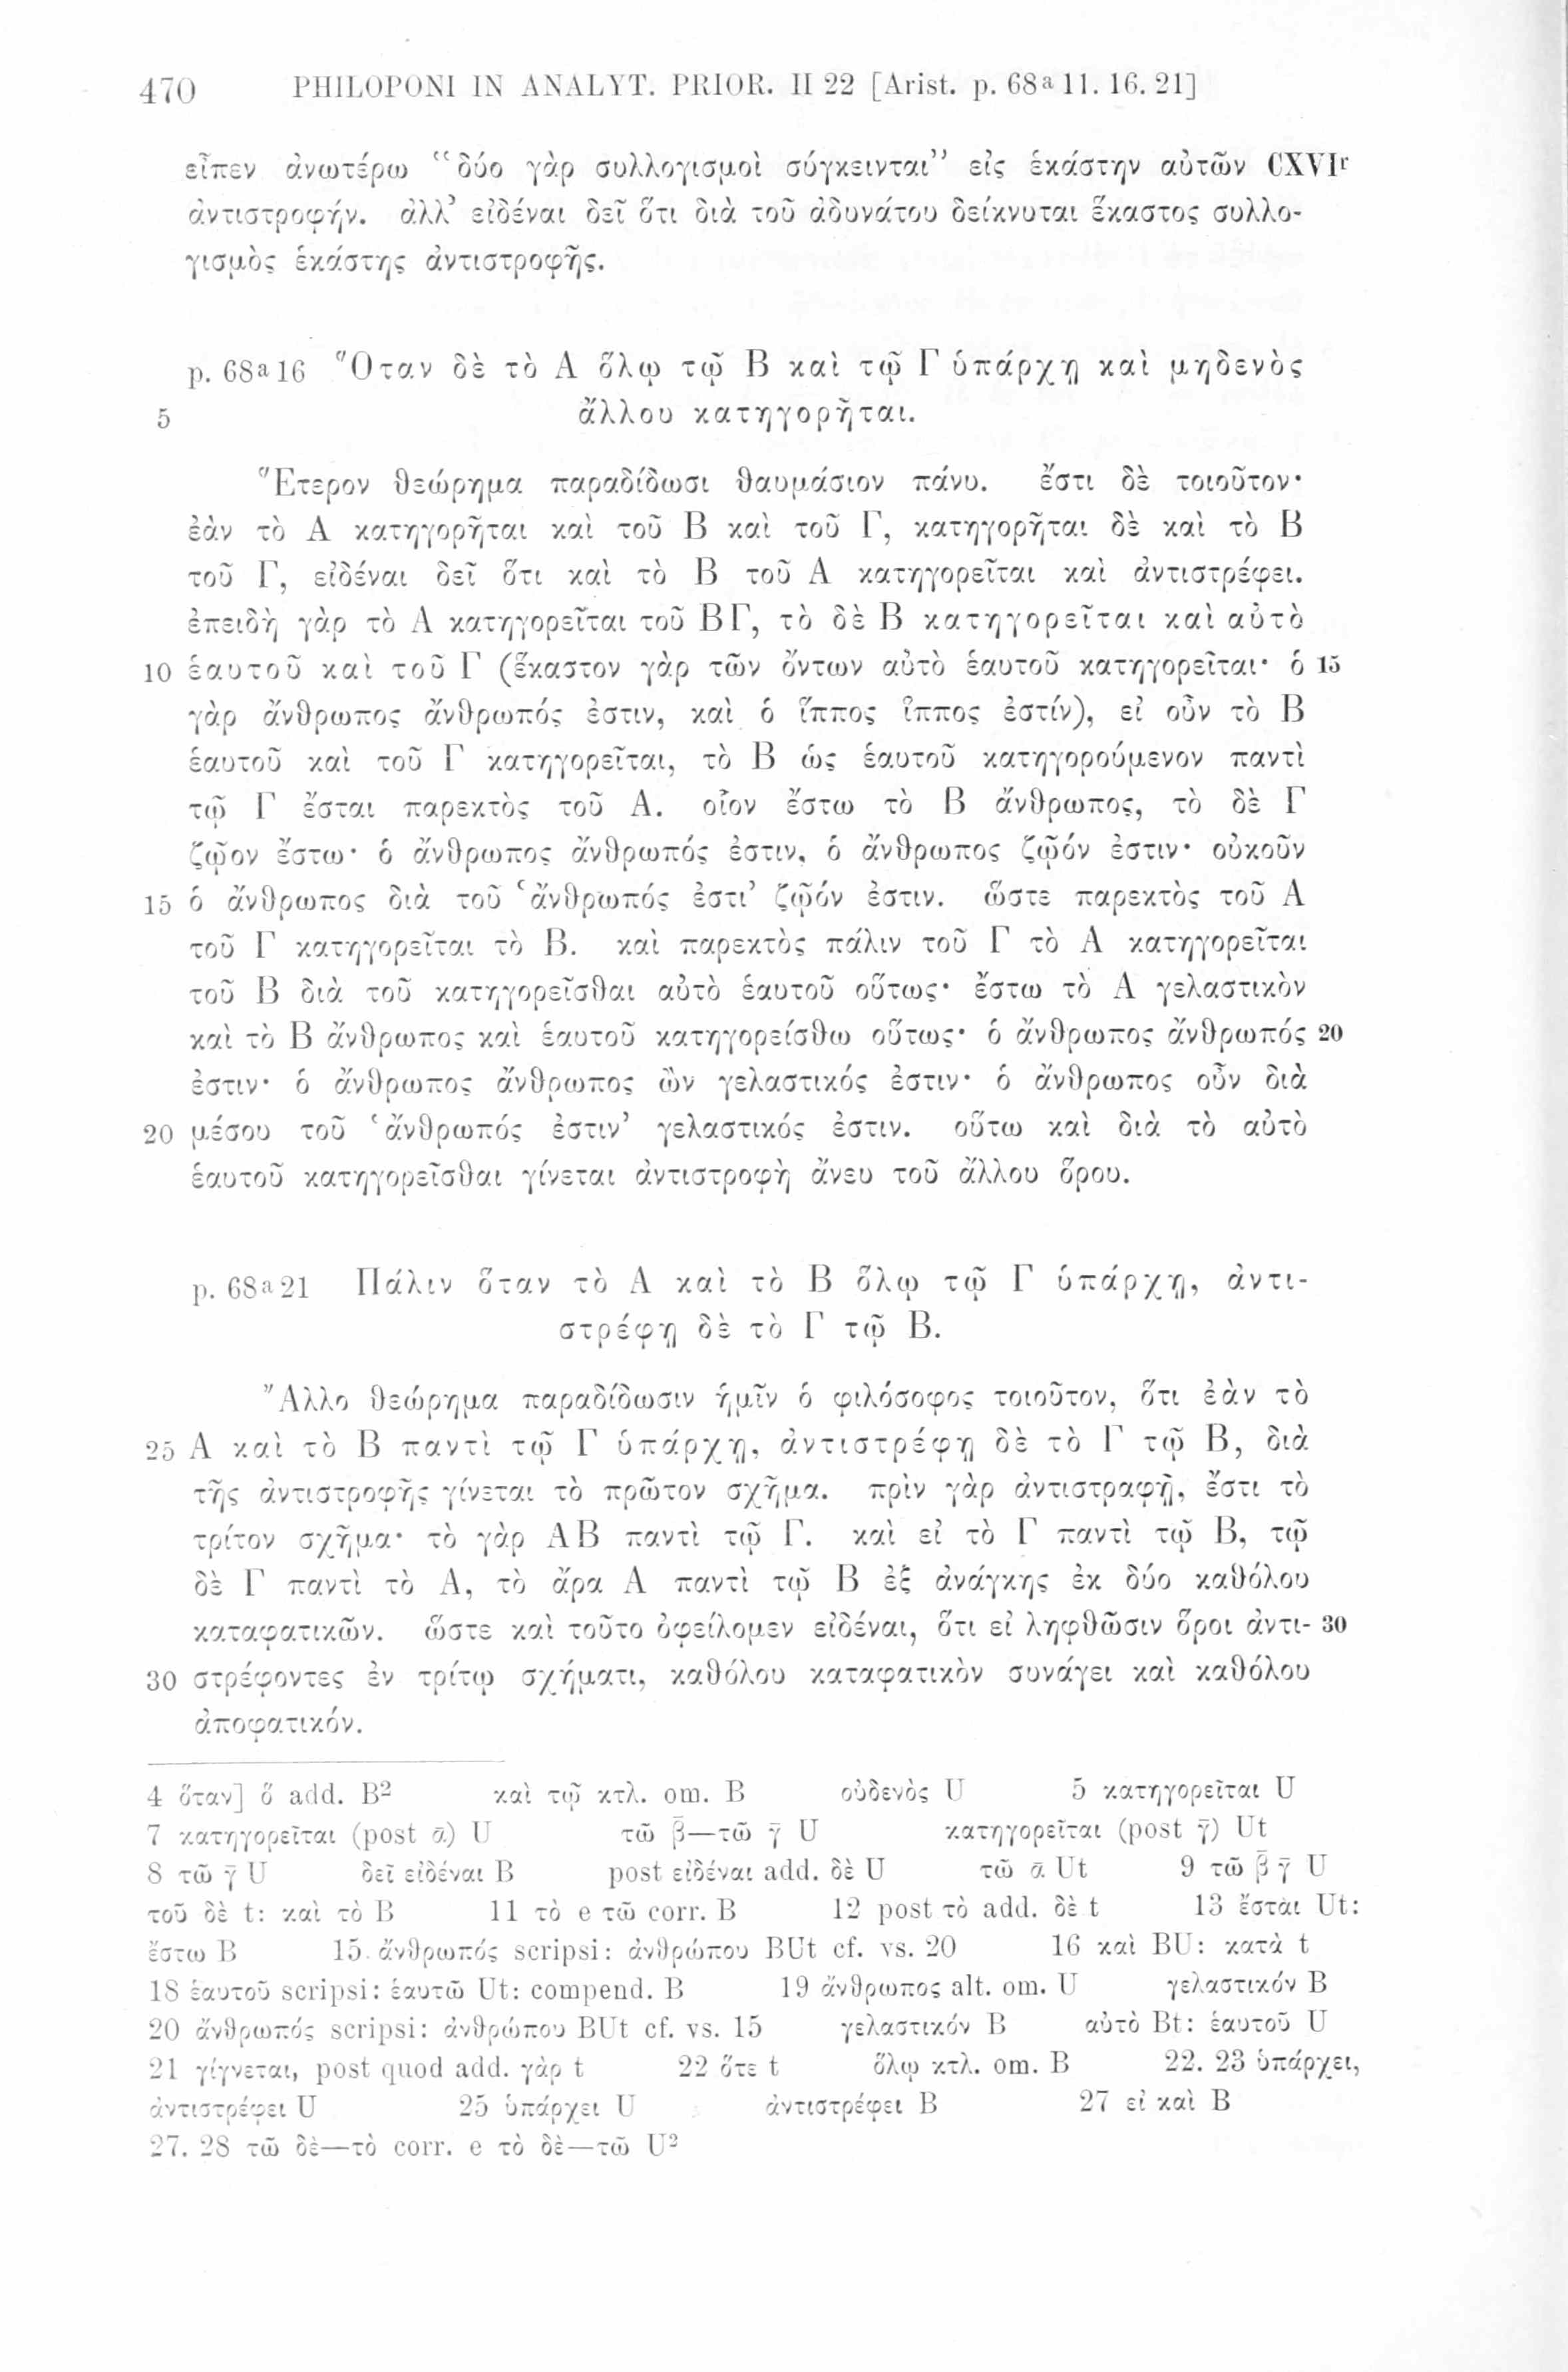 470 PHILOPONI IN ANALYT. PRIOR. II 22 [Arist. p. 68ᵃ 11. 16. 21]
εἶπεν ἀνωτέρω “δύο γὰρ συλλογισμοὶ σύγκεινται” εἰς ἑκάστην αὐτῶν CXVIʳ
ἀντιστροφήν. ἀλλ’ εἰδέναι δεῖ ὅτι διὰ τοῦ ἀδυνάτου δείκνυται ἕκαστος συλλο-
γισμὸς ἑκάστης ἀντιστροφῆς.
p. 68ᵃ 16 Ὅταν δὲ τὸ Α ὅλῳ τῷ Β καὶ τῷ Γ ὑπάρχῃ καὶ μηδενὸς
5 ἄλλου κατηγορῆται.
Ἕτερον θεώρημα παραδίδωσι θαυμάσιον πάνυ. ἔστι δὲ τοιοῦτον·
ἐὰν τὸ Α κατηγορῆται καὶ τοῦ Β καὶ τοῦ Γ, κατηγορῆται δὲ καὶ τὸ Β
τοῦ Γ, εἰδέναι δεῖ ὅτι καὶ τὸ Β τοῦ Α κατηγορεῖται καὶ ἀντιστρέφει.
ἐπειδὴ γὰρ τὸ Α κατηγορεῖται τοῦ ΒΓ, τὸ δὲ Β κατηγορεῖται καὶ αὐτὸ
10 ἑαυτοῦ καὶ τοῦ Γ (ἕκαστον γὰρ τῶν ὄντων αὐτὸ ἑαυτοῦ κατηγορεῖται· ὁ 15
γὰρ ἄνθρωπος ἄνθρωπός ἐστιν, καὶ ὁ ἵππος ἵππος ἐστίν), εἰ οὖν τὸ Β
ἑαυτοῦ καὶ τοῦ Γ κατηγορεῖται, τὸ Β ὡς ἑαυτοῦ κατηγορούμενον παντὶ
τῷ Γ ἔσται παρεκτὸς τοῦ Α. οἷον ἔστω τὸ Β ἄνθρωπος, τὸ δὲ Γ
ζῷον ἔστω· ὁ ἄνθρωπος ἄνθρωπός ἐστιν, ὁ ἄνθρωπος ζῷόν ἐστιν· οὐκοῦν
15 ὁ ἄνθρωπος διὰ τοῦ ‘ἄνθρωπός ἐστι’ ζῷόν ἐστιν. ὥστε παρεκτὸς τοῦ Α
τοῦ Γ κατηγορεῖται τὸ Β. καὶ παρεκτὸς πάλιν τοῦ Γ τὸ Α κατηγορεῖται
τοῦ Β διὰ τοῦ κατηγορεῖσθαι αὐτὸ ἑαυτοῦ οὕτως· ἔστω τὸ Α γελαστικὸν
καὶ τὸ Β ἄνθρωπος καὶ ἑαυτοῦ κατηγορείσθω οὕτως· ὁ ἄνθρωπος ἄνθρωπός 20
ἐστιν· ὁ ἄνθρωπος ἄνθρωπος ὢν γελαστικός ἐστιν· ὁ ἄνθρωπος οὖν διὰ
20 μέσου τοῦ ‘ἄνθρωπός ἐστιν’ γελαστικός ἐστιν. οὕτω καὶ διὰ τὸ αὐτὸ
ἑαυτοῦ κατηγορεῖσθαι γίνεται ἀντιστροφὴ ἄνευ τοῦ ἄλλου ὅρου.
p. 68ᵃ 21 Πάλιν ὅταν τὸ Α καὶ τὸ Β ὅλῳ τῷ Γ ὑπάρχῃ, ἀντι-
στρέφῃ δὲ τὸ Γ τῷ Β.
Ἄλλο θεώρημα παραδίδωσιν ἡμῖν ὁ φιλόσοφος τοιοῦτον, ὅτι ἐὰν τὸ
25 Α καὶ τὸ Β παντὶ τῷ Γ ὑπάρχῃ, ἀντιστρέφῃ δὲ τὸ Γ τῷ Β, διὰ
τῆς ἀντιστροφῆς γίνεται τὸ πρῶτον σχῆμα. πρὶν γὰρ ἀντιστραφῇ, ἔστι τὸ
τρίτον σχῆμα· τὸ γὰρ ΑΒ παντὶ τῷ Γ. καὶ εἰ τὸ Γ παντὶ τῷ Β, τῷ
δὲ Γ παντὶ τὸ Α, τὸ ἄρα Α παντὶ τῷ Β ἐξ ἀνάγκης ἐκ δύο καθόλου
καταφατικῶν. ὥστε καὶ τοῦτο ὀφείλομεν εἰδέναι, ὅτι εἰ ληφθῶσιν ὅροι ἀντι- 30
30 στρέφοντες ἐν τρίτῳ σχήματι, καθόλου καταφατικὸν συνάγει καὶ καθόλου
ἀποφατικόν.
4 ὅταν] ὅ add. B² καὶ τῷ κτλ. om. B οὐδενὸς U 5 κατηγορεῖται U
7 κατηγορεῖται (post ᾱ) U τῶ β̄—τῶ γ̄ U κατηγορεῖται (post γ̄) Ut
8 τῶ γ̄ U δεῖ εἰδέναι B post εἰδέναι add. δὲ U τῶ ᾱ Ut 9 τῶ β̄ γ̄ U
τοῦ δὲ t: καὶ τὸ B 11 τὸ e τῶ corr. B 12 post τὸ add. δὲ t 13 ἔσται Ut:
ἔστω B 15 ἄνθρωπός scripsi: ἀνθρώπου BUt cf. vs. 20 16 καὶ BU: κατὰ t
18 ἑαυτοῦ scripsi: ἑαυτῶ Ut: compend. B 19 ἄνθρωπος alt. om. U γελαστικόν B
20 ἄνθρωπός scripsi: ἀνθρώπου BUt cf. vs. 15 γελαστικόν B αὐτὸ Bt: ἑαυτοῦ U
21 γίγνεται, post quod add. γὰρ t 22 ὅτε t ὅλῳ κτλ. om. B 22. 23 ὑπάρχει,
ἀντιστρέφει U 25 ὑπάρχει U ἀντιστρέφει B 27 εἰ καὶ B
27. 28 τῶ δὲ—τὸ corr. e τὸ δὲ—τῶ U²